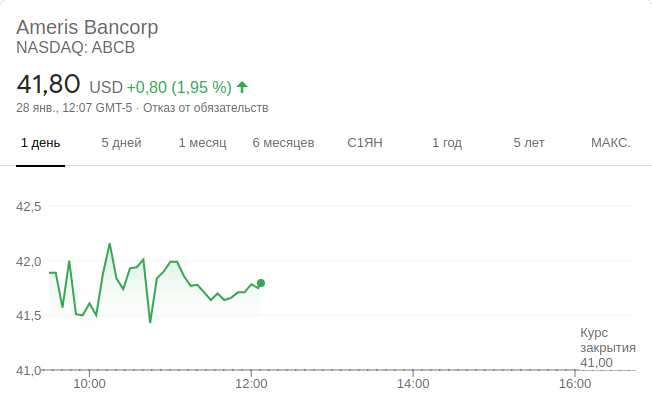 Ameris Bancorp
NASDAQ: ABCB
41,80 USD +0,80 (1,95 %)
28 янв., 12:07 GMT-5 · Отказ от обязательств
1 день 5 дней 1 месяц 6 месяцев С1ЯН 1 год 5 лет МАКС.
42,5
42,0
41,5
Курс
закрытия
41,00
41,0
10:00 12:00 14:00 16:00